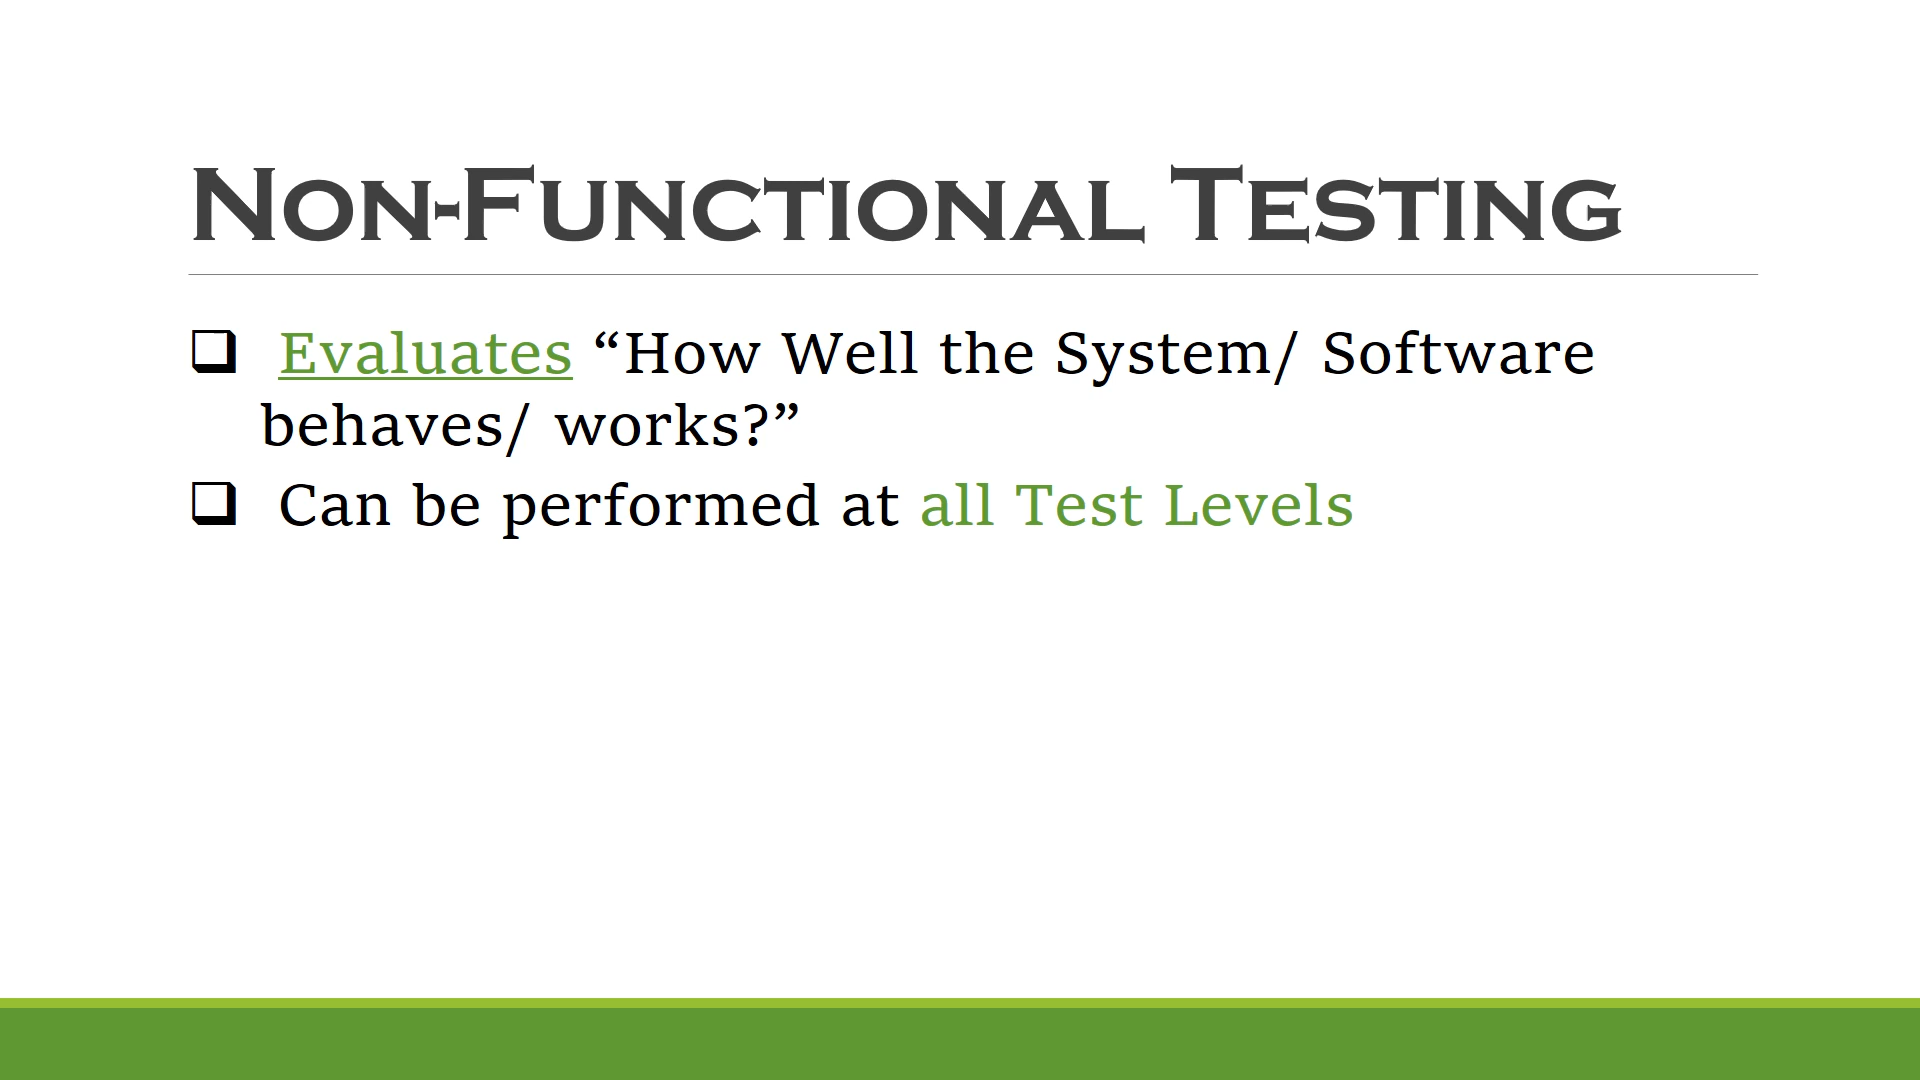 Non-Functional Testing
❑ Evaluates “How Well the System/ Software
behaves/ works?”
❑ Can be performed at all Test Levels